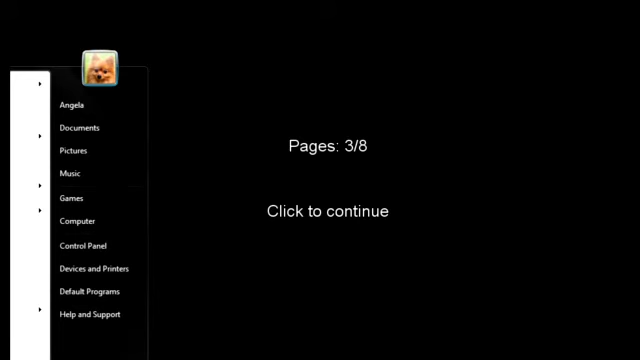 Angela
Documents
Pictures
Music
Games
Computer
Control Panel
Devices and Printers
Default Programs
Help and Support
Pages: 3/8
Click to continue